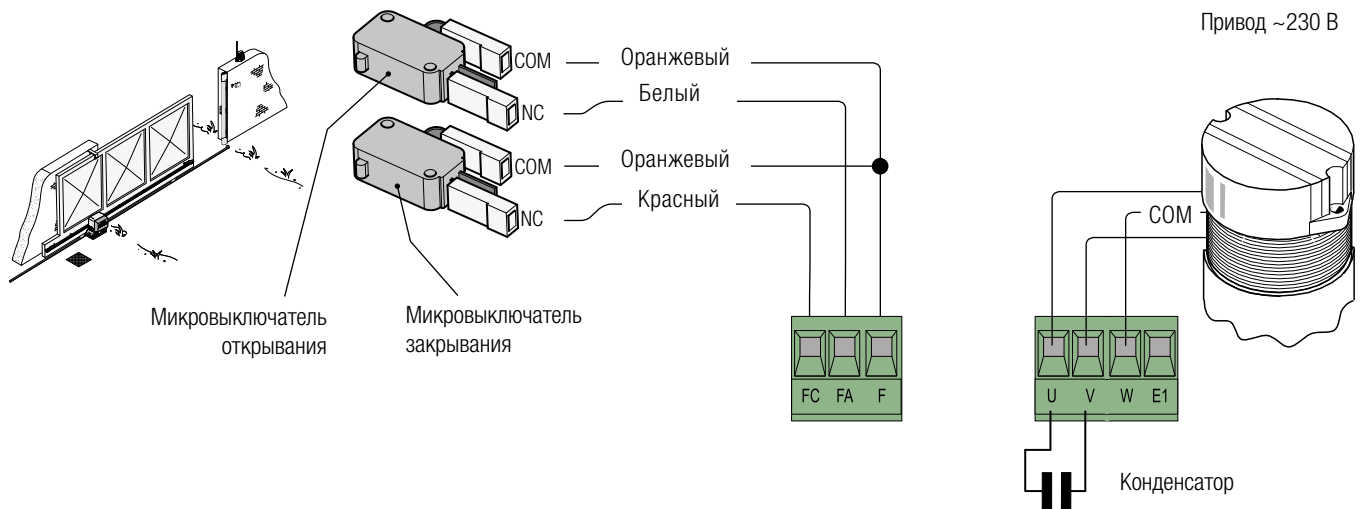 Привод ~230 В
COM
Оранжевый
NC
Белый
COM
Оранжевый
NC
Красный
COM
Микровыключатель
открывания
Микровыключатель
закрывания
FC FA F
U V W E1
Конденсатор